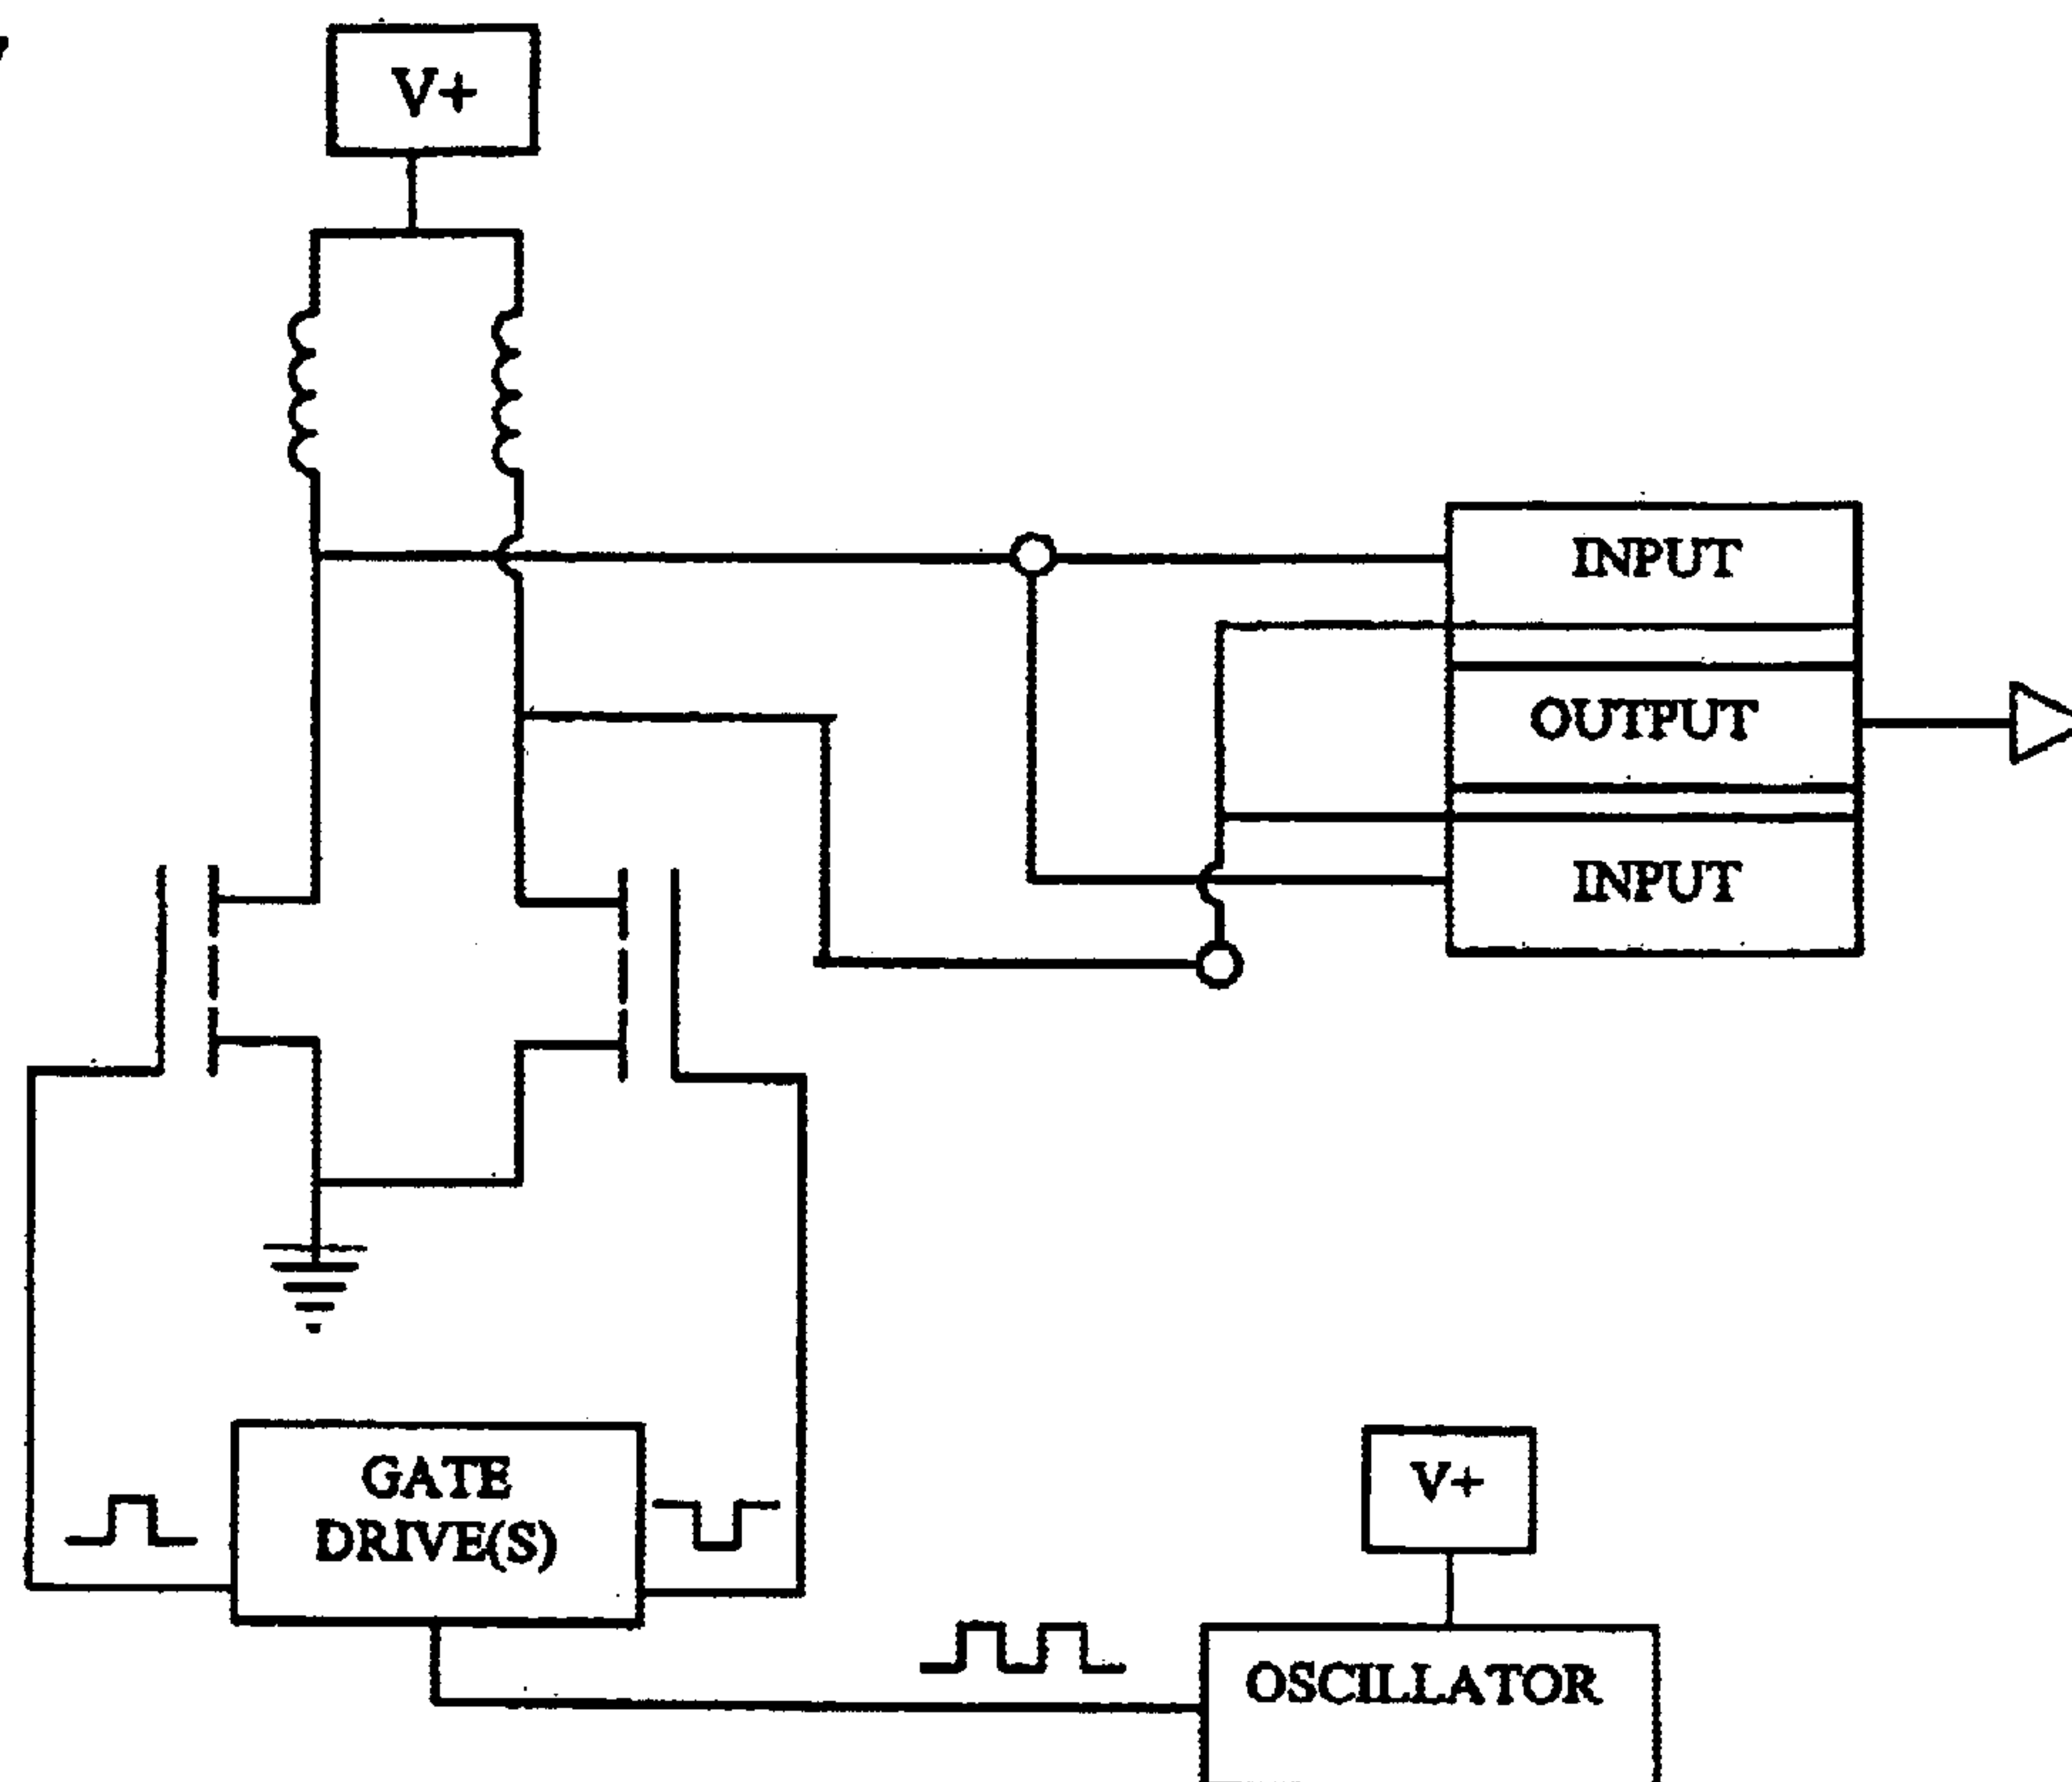 V+
INPUT
OUTPUT
INPUT
GATE
DRIVE(S)
V+
OSCILLATOR